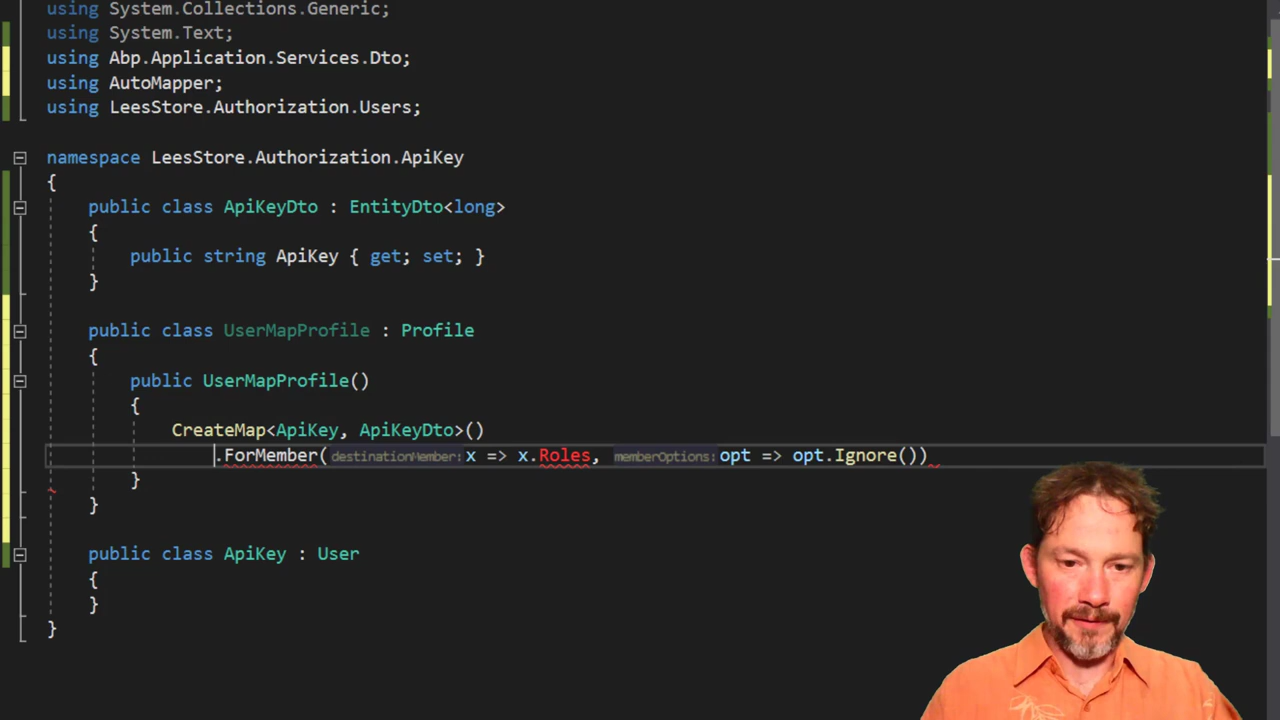 using System.Collections.Generic;
using System.Text;
using Abp.Application.Services.Dto;
using AutoMapper;
using LeesStore.Authorization.Users;
namespace LeesStore.Authorization.ApiKey
{
public class ApiKeyDto : EntityDto<long>
{
public string ApiKey { get; set; }
}
public class UserMapProfile : Profile
{
public UserMapProfile()
{
CreateMap<ApiKey, ApiKeyDto>()
.ForMember(destinationMember: x => x.Roles, memberOptions: opt => opt.Ignore())
}
}
public class ApiKey : User
{
}
}